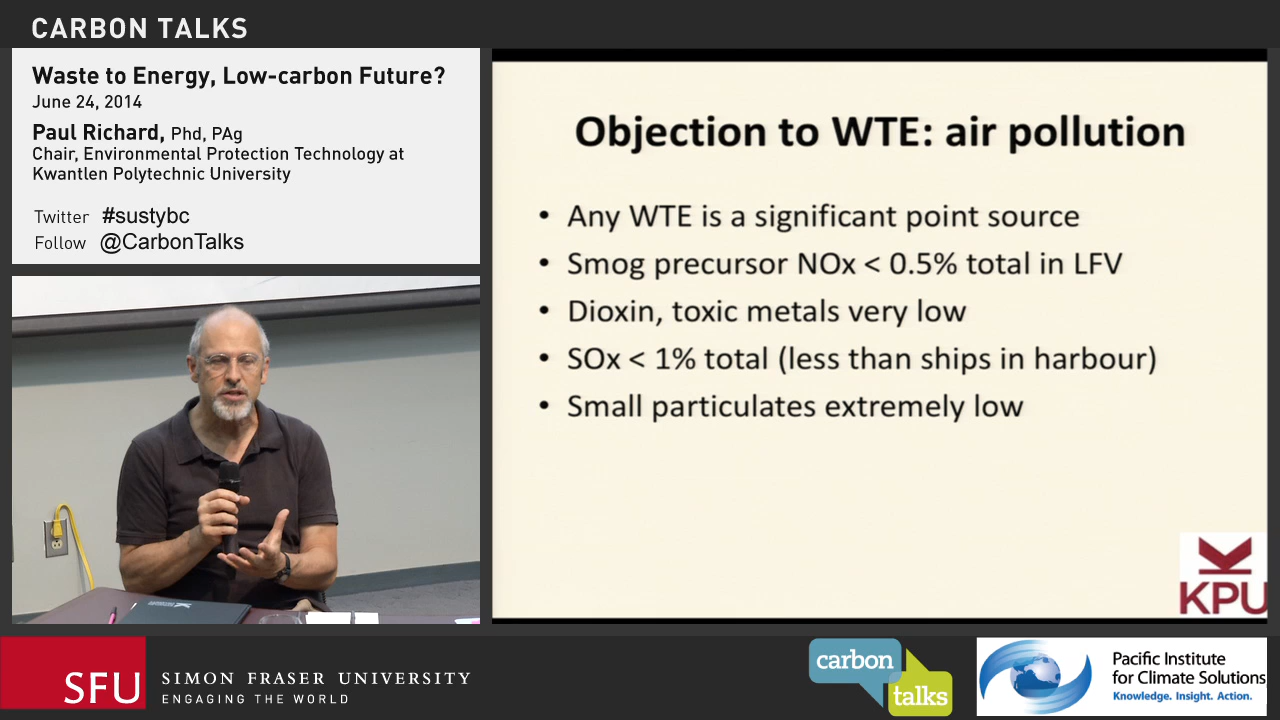 CARBON TALKS
Waste to Energy, Low-carbon Future?
June 24, 2014
Paul Richard, Phd, PAg
Chair, Environmental Protection Technology at
Kwantlen Polytechnic University
Twitter #sustybc
Follow @CarbonTalks
Objection to WTE: air pollution
• Any WTE is a significant point source
• Smog precursor NOx < 0.5% total in LFV
• Dioxin, toxic metals very low
• SOx < 1% total (less than ships in harbour)
• Small particulates extremely low
KPU
SFU
SIMON FRASER UNIVERSITY
ENGAGING THE WORLD
carbon
talks
Pacific Institute
for Climate Solutions
Knowledge. Insight. Action.